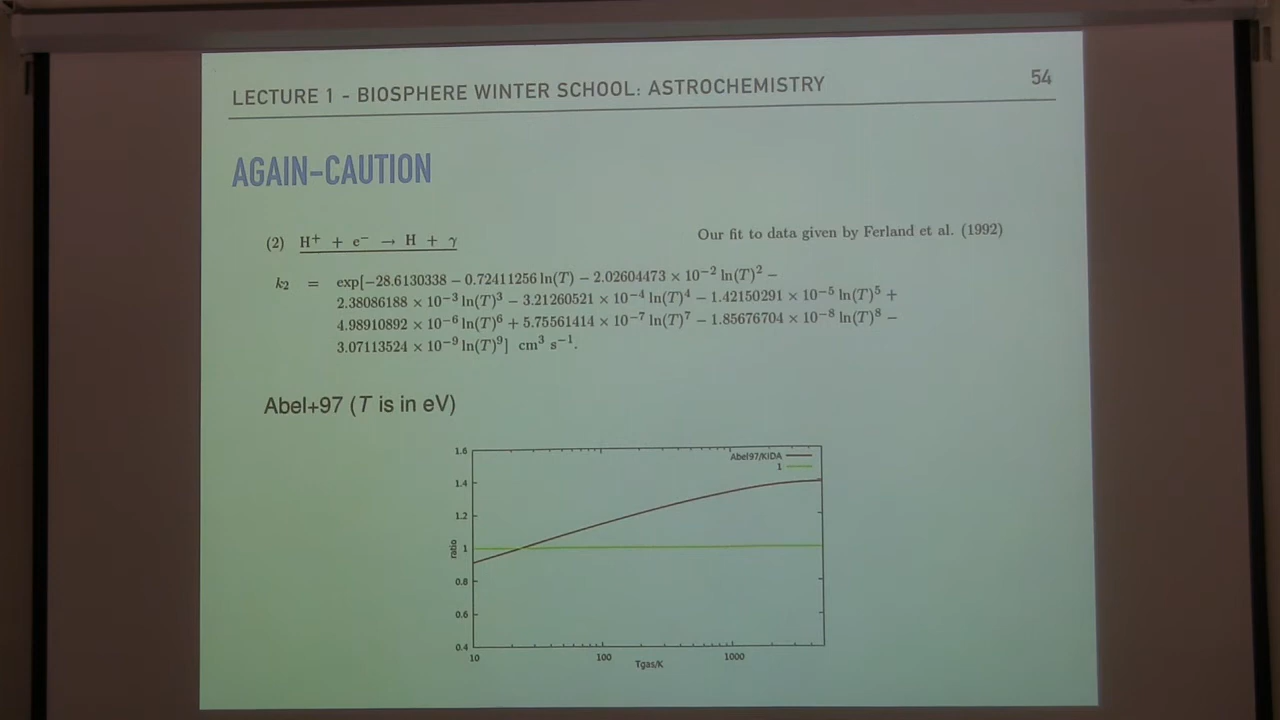 LECTURE 1 - BIOSPHERE WINTER SCHOOL: ASTROCHEMISTRY 54
AGAIN-CAUTION
(2) H⁺ + e⁻ → H + γ Our fit to data given by Ferland et al. (1992)
k₂ = exp[−28.6130338 − 0.72411256 ln(T) − 2.02604473 × 10⁻² ln(T)² −
2.38086188 × 10⁻³ ln(T)³ − 3.21260521 × 10⁻⁴ ln(T)⁴ − 1.42150291 × 10⁻⁵ ln(T)⁵ +
4.98910892 × 10⁻⁶ ln(T)⁶ + 5.75561414 × 10⁻⁷ ln(T)⁷ − 1.85676704 × 10⁻⁸ ln(T)⁸ −
3.07113524 × 10⁻⁹ ln(T)⁹] cm³ s⁻¹.
Abel+97 (T is in eV)
1.6
Abel97/KIDA
1
1.4
1.2
1
ratio
0.8
0.6
0.4
10 100 1000
Tgas/K